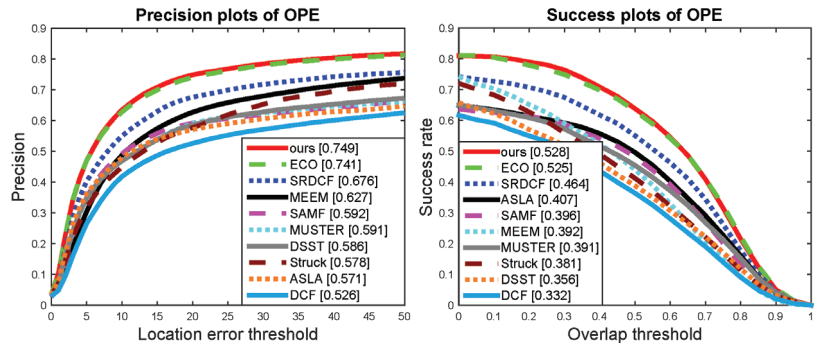 Precision plots of OPE
0.9
0.8
0.7
0.6
0.5
0.4
0.3
0.2
0.1
0
Precision
ours [0.749]
ECO [0.741]
SRDCF [0.676]
MEEM [0.627]
SAMF [0.592]
MUSTER [0.591]
DSST [0.586]
Struck [0.578]
ASLA [0.571]
DCF [0.526]
0 5 10 15 20 25 30 35 40 45 50
Location error threshold
Success plots of OPE
0.9
0.8
0.7
0.6
0.5
0.4
0.3
0.2
0.1
0
Success rate
ours [0.528]
ECO [0.525]
SRDCF [0.464]
ASLA [0.407]
SAMF [0.396]
MEEM [0.392]
MUSTER [0.391]
Struck [0.381]
DSST [0.356]
DCF [0.332]
0 0.1 0.2 0.3 0.4 0.5 0.6 0.7 0.8 0.9 1
Overlap threshold